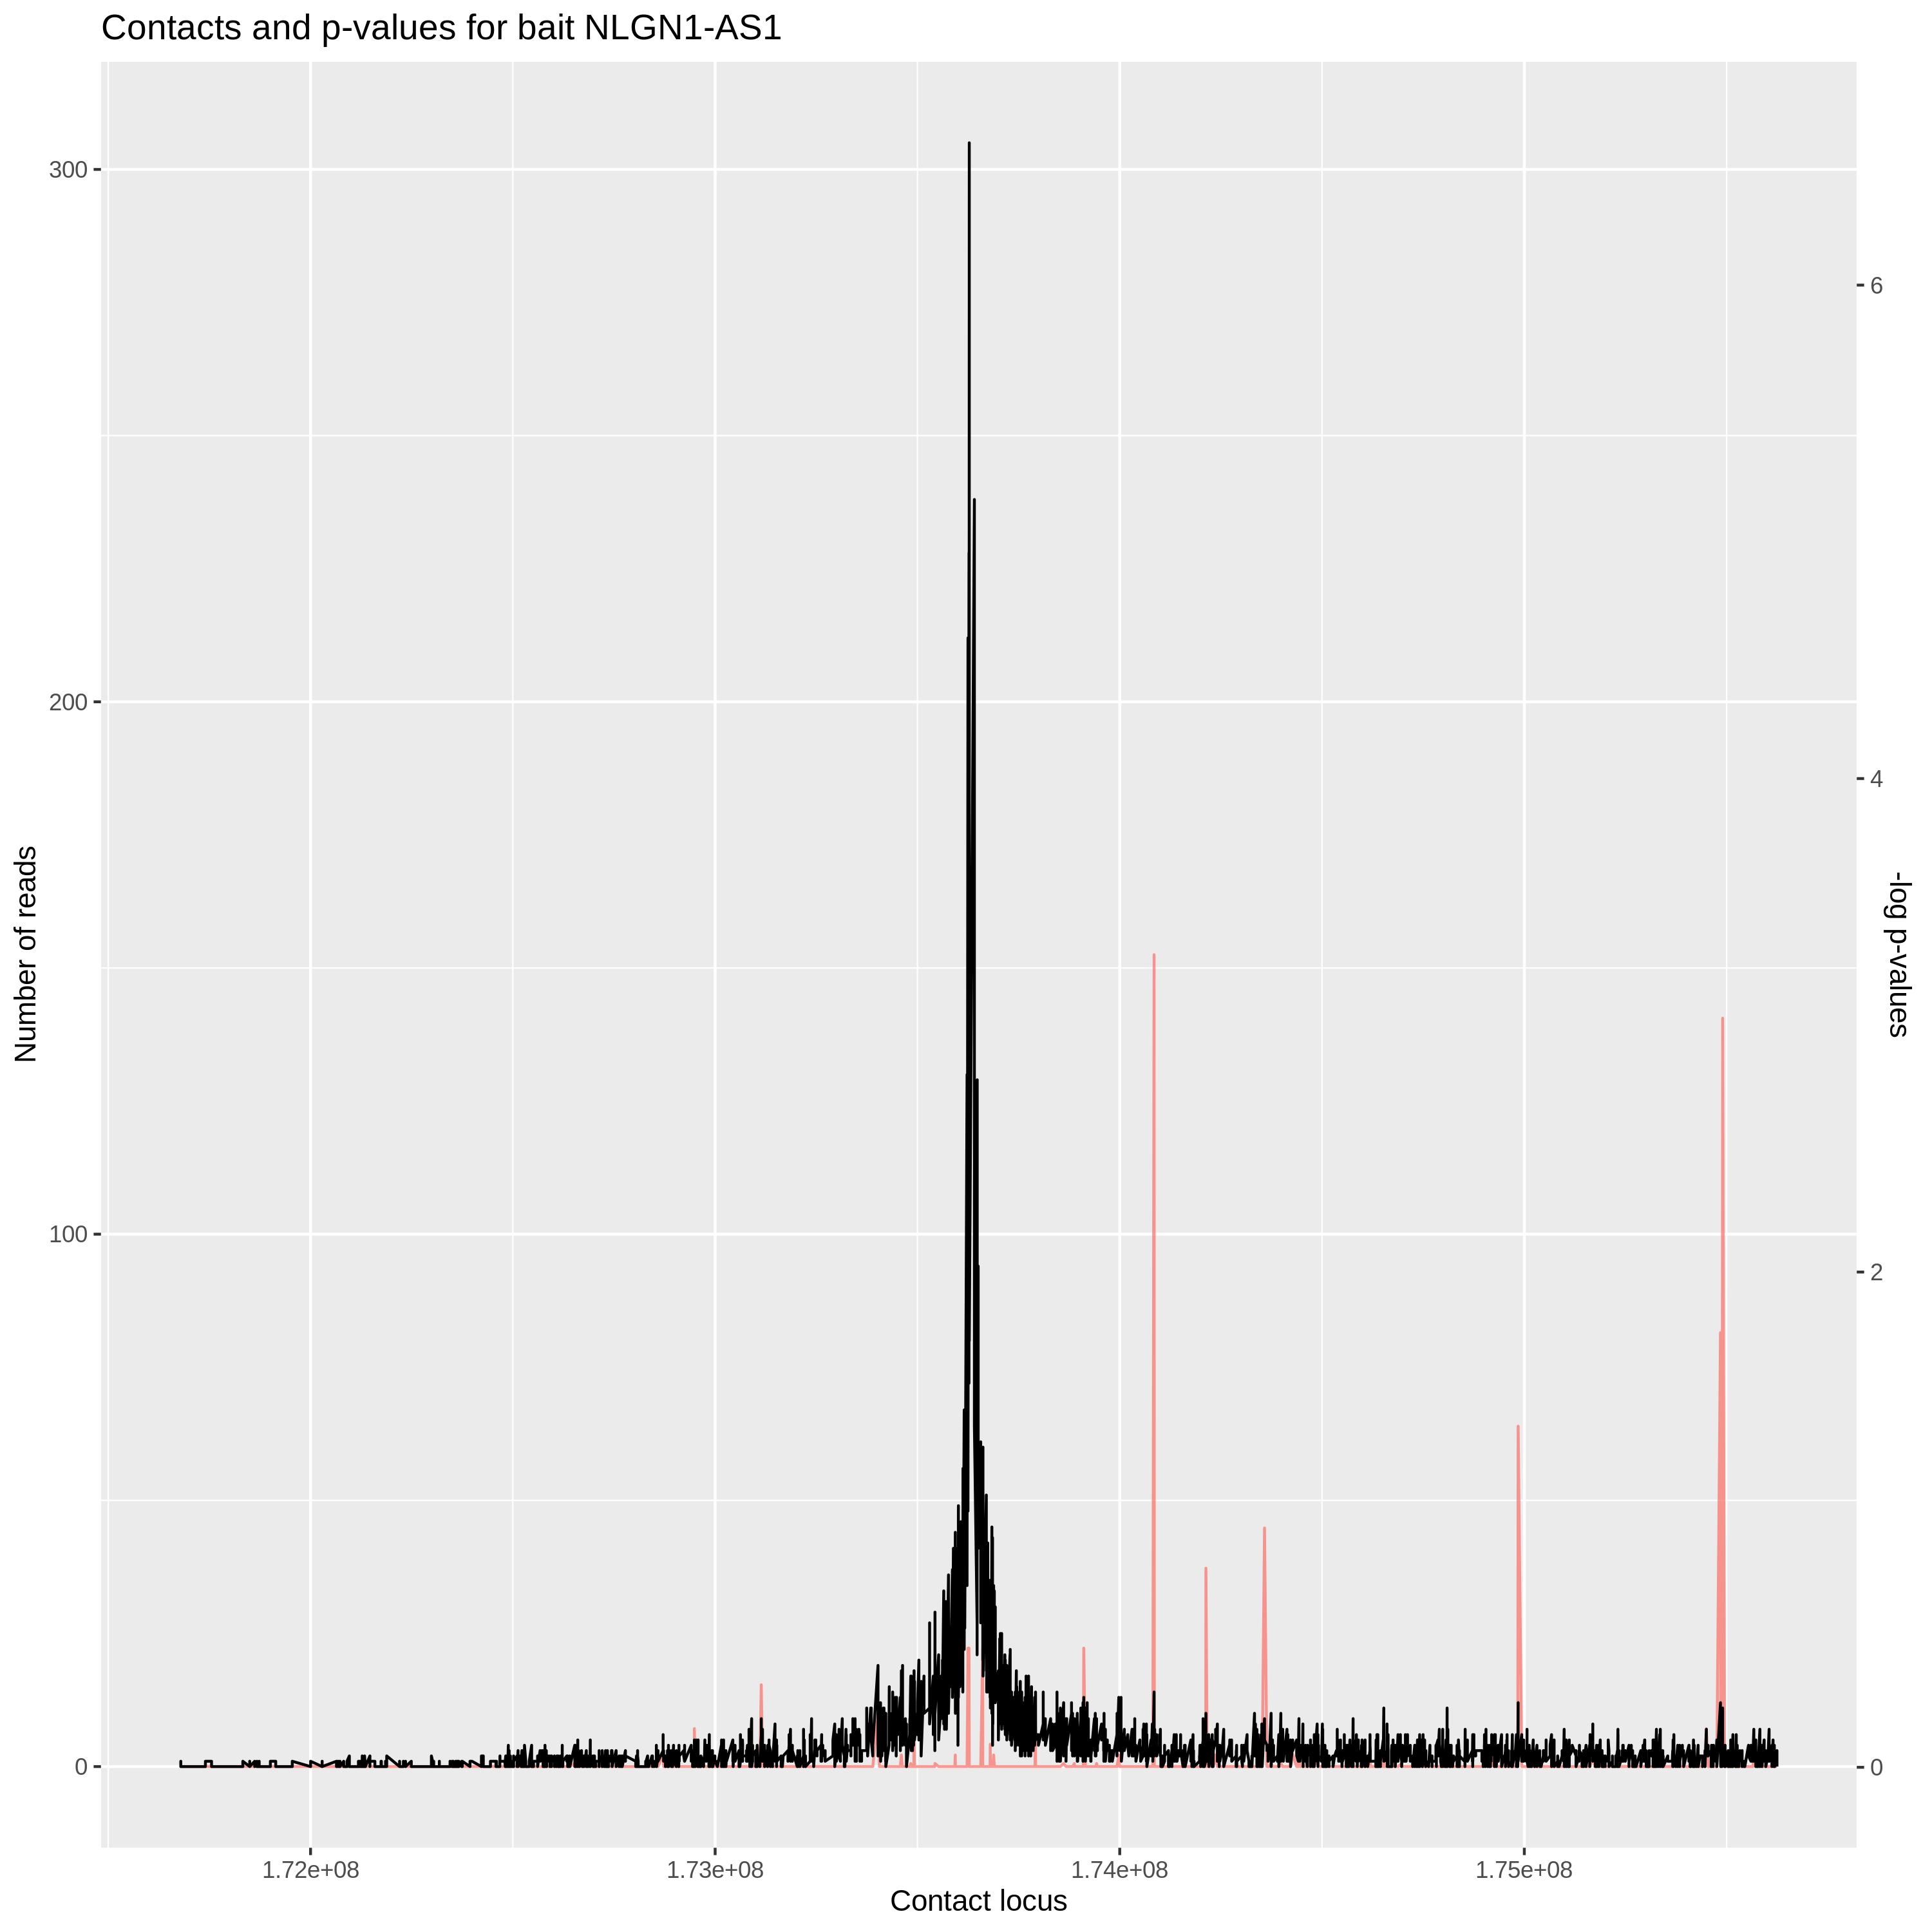 Contacts and p-values for bait NLGN1-AS1
300
200
100
0
6
4
2
0
Number of reads
-log p-values
1.72e+08
1.73e+08
1.74e+08
1.75e+08
Contact locus